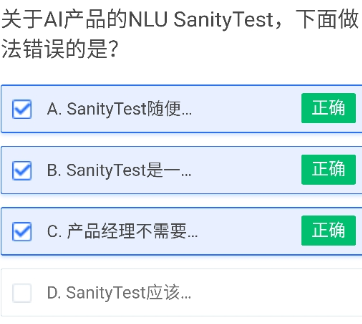 关于AI产品的NLU SanityTest，下面做
法错误的是？
A. SanityTest随便... 正确
B. SanityTest是一... 正确
C. 产品经理不需要... 正确
D. SanityTest应该...